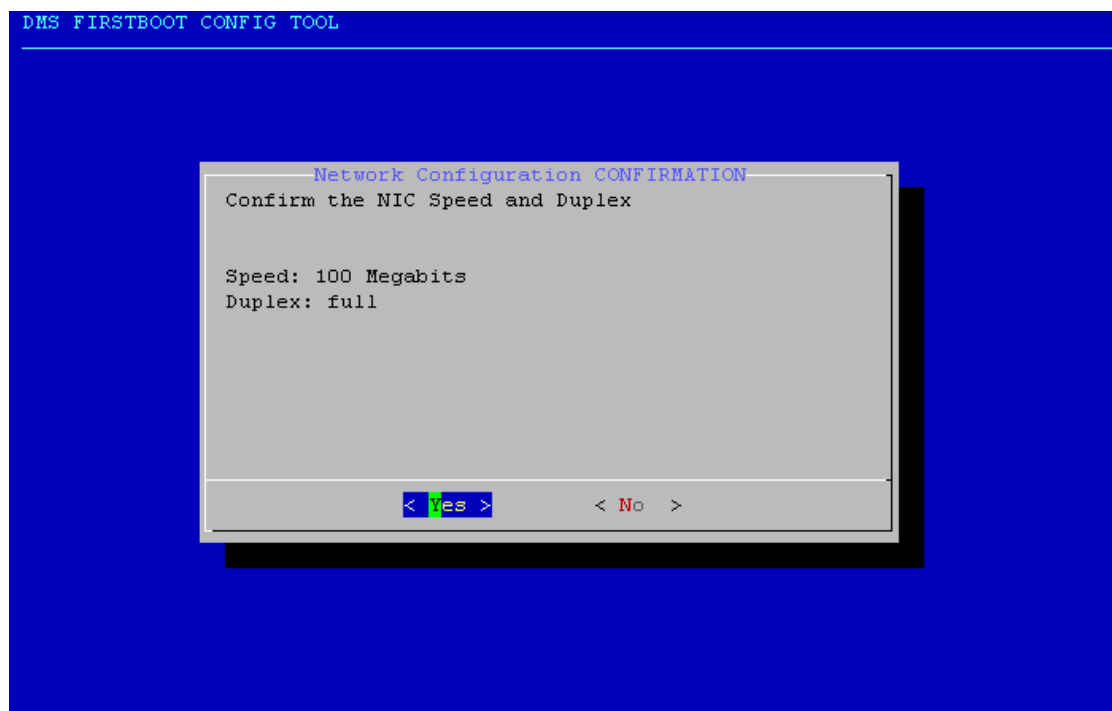 DMS FIRSTBOOT CONFIG TOOL
Network Configuration CONFIRMATION
Confirm the NIC Speed and Duplex
Speed: 100 Megabits
Duplex: full
< Yes > < No >